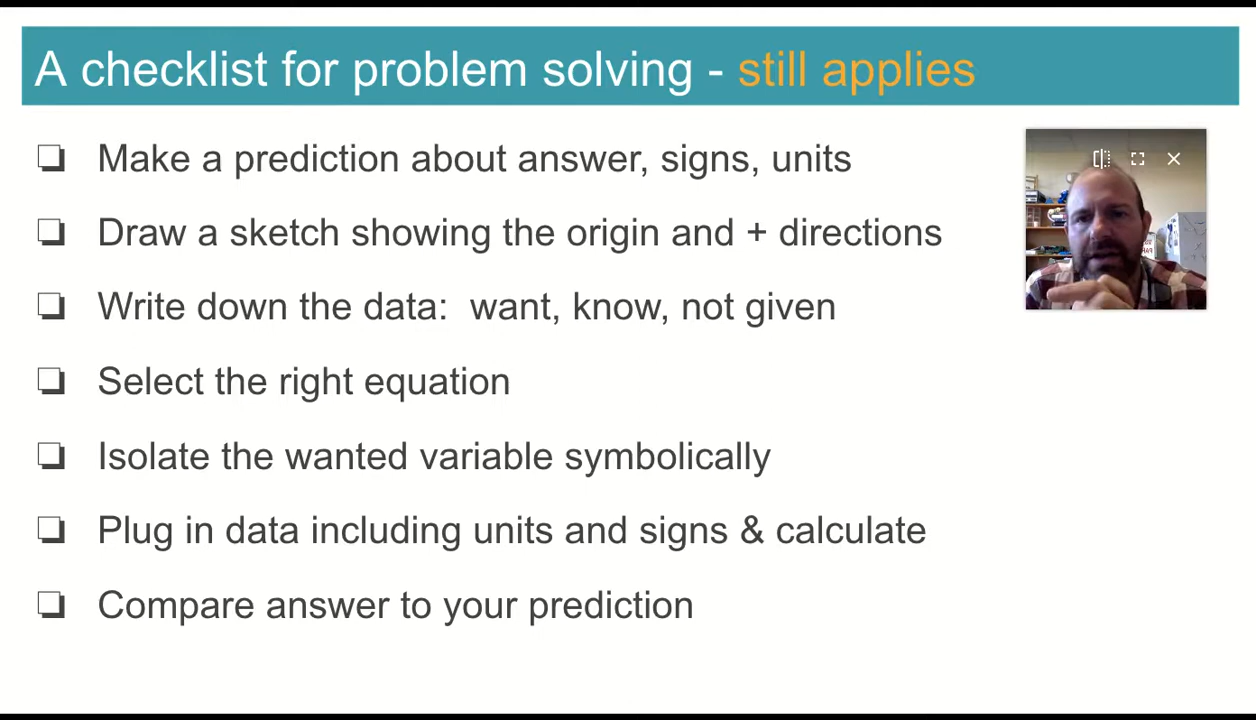 A checklist for problem solving - still applies
Make a prediction about answer, signs, units
Draw a sketch showing the origin and + directions
Write down the data:  want, know, not given
Select the right equation
Isolate the wanted variable symbolically
Plug in data including units and signs & calculate
Compare answer to your prediction